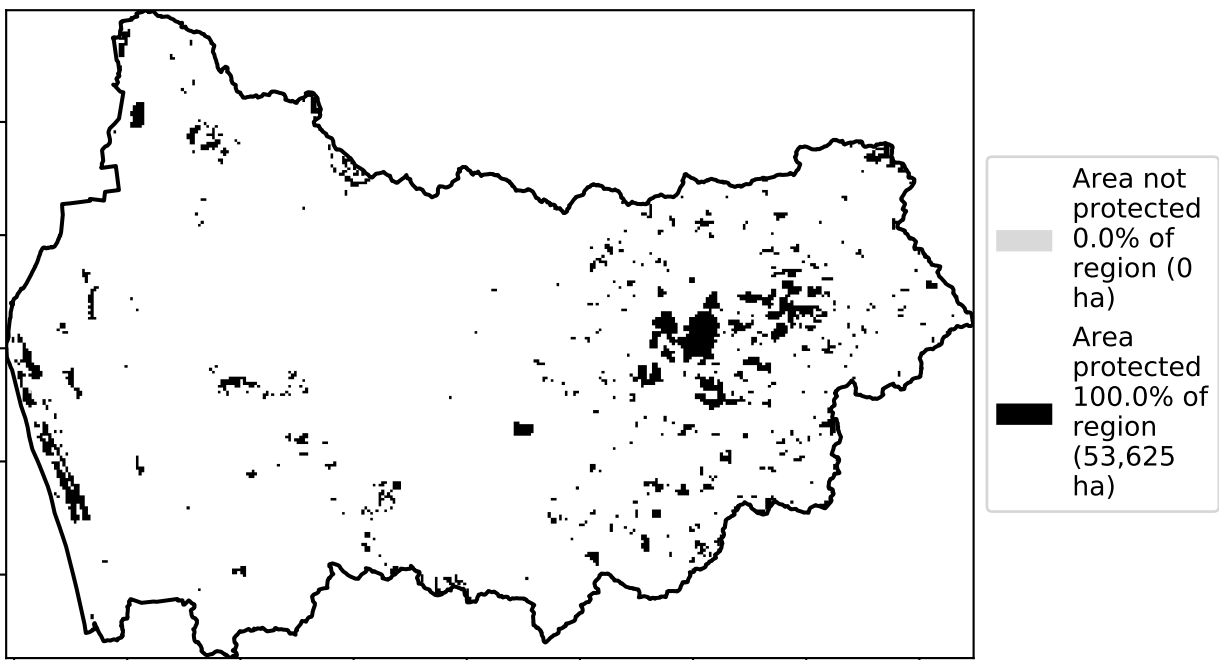 Area not
protected
0.0% of
region (0
ha)
Area
protected
100.0% of
region
(53,625
ha)